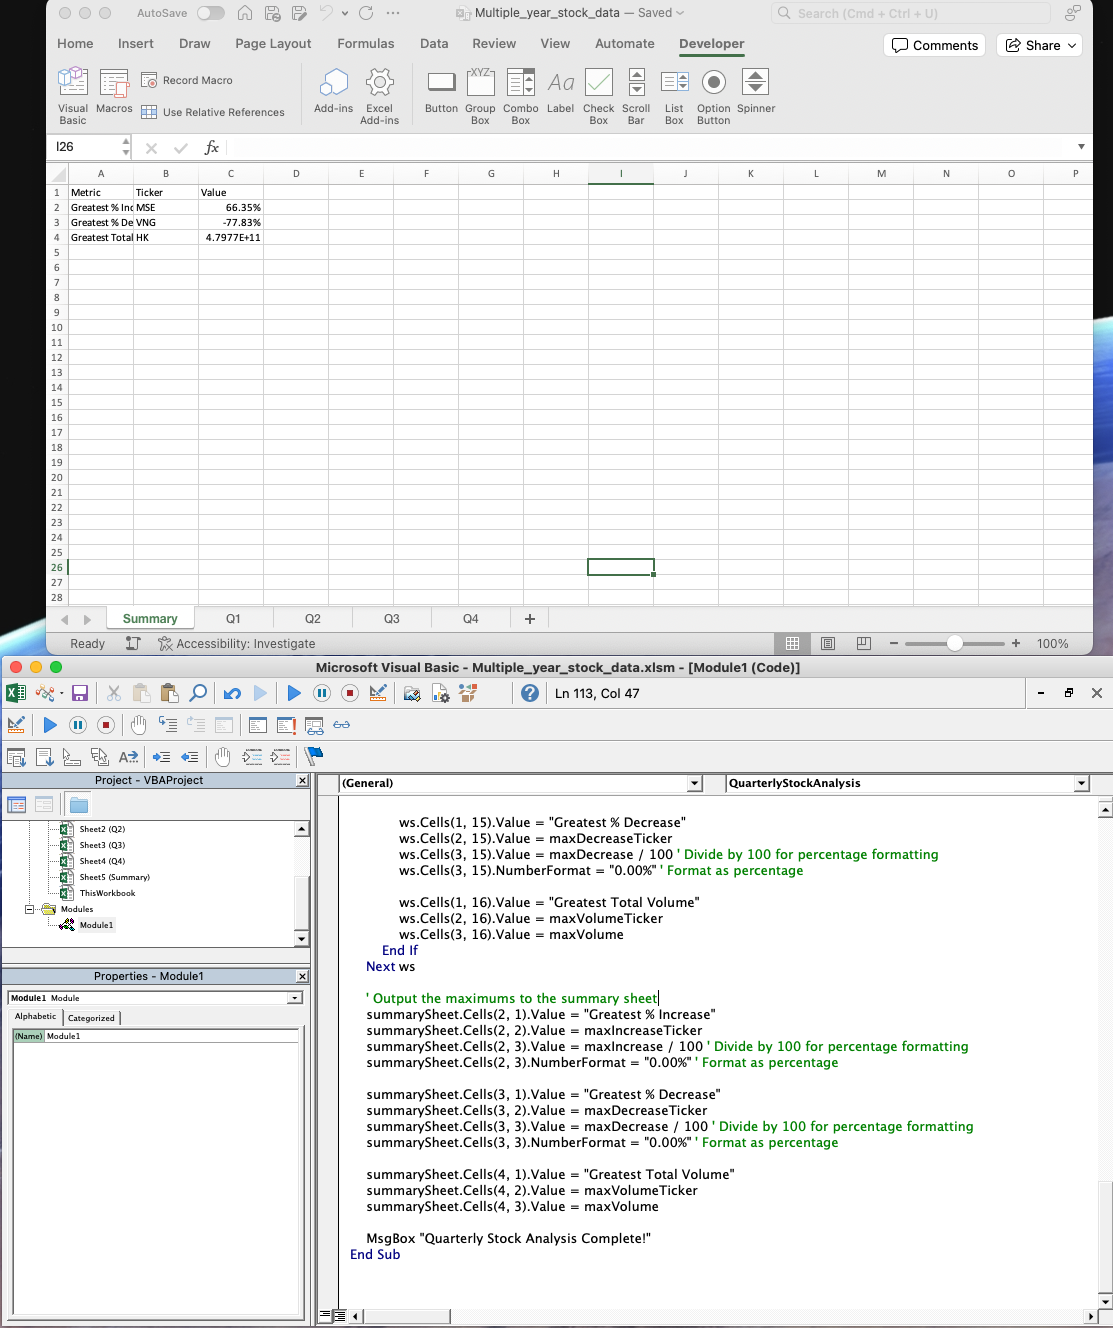 AutoSave
Multiple_year_stock_data — Saved
Search (Cmd + Ctrl + U)
Home Insert Draw Page Layout Formulas Data Review View Automate Developer Comments Share
Visual Basic
Macros
Record Macro
Use Relative References
Add-ins
Excel Add-ins
Button
Group Box
Combo Box
Label
Check Box
Scroll Bar
List Box
Option Button
Spinner
XYZ
Aa
I26 fx
A B C D E F G H I J K L M N O P
1 Metric Ticker Value
2 Greatest % Inc MSE 66.35%
3 Greatest % De VNG -77.83%
4 Greatest Total HK 4.7977E+11
5
6
7
8
9
10
11
12
13
14
15
16
17
18
19
20
21
22
23
24
25
26
27
28
Summary Q1 Q2 Q3 Q4 +
Ready Accessibility: Investigate 100%
Microsoft Visual Basic - Multiple_year_stock_data.xlsm - [Module1 (Code)]
Ln 113, Col 47
Project - VBAProject
Sheet2 (Q2)
Sheet3 (Q3)
Sheet4 (Q4)
Sheet5 (Summary)
ThisWorkbook
Modules
Module1
Properties - Module1
Module1 Module
Alphabetic Categorized
(Name) Module1
(General) QuarterlyStockAnalysis
ws.Cells(1, 15).Value = "Greatest % Decrease"
ws.Cells(2, 15).Value = maxDecreaseTicker
ws.Cells(3, 15).Value = maxDecrease / 100 ' Divide by 100 for percentage formatting
ws.Cells(3, 15).NumberFormat = "0.00%" ' Format as percentage
ws.Cells(1, 16).Value = "Greatest Total Volume"
ws.Cells(2, 16).Value = maxVolumeTicker
ws.Cells(3, 16).Value = maxVolume
End If
Next ws
' Output the maximums to the summary sheet
summarySheet.Cells(2, 1).Value = "Greatest % Increase"
summarySheet.Cells(2, 2).Value = maxIncreaseTicker
summarySheet.Cells(2, 3).Value = maxIncrease / 100 ' Divide by 100 for percentage formatting
summarySheet.Cells(2, 3).NumberFormat = "0.00%" ' Format as percentage
summarySheet.Cells(3, 1).Value = "Greatest % Decrease"
summarySheet.Cells(3, 2).Value = maxDecreaseTicker
summarySheet.Cells(3, 3).Value = maxDecrease / 100 ' Divide by 100 for percentage formatting
summarySheet.Cells(3, 3).NumberFormat = "0.00%" ' Format as percentage
summarySheet.Cells(4, 1).Value = "Greatest Total Volume"
summarySheet.Cells(4, 2).Value = maxVolumeTicker
summarySheet.Cells(4, 3).Value = maxVolume
MsgBox "Quarterly Stock Analysis Complete!"
End Sub